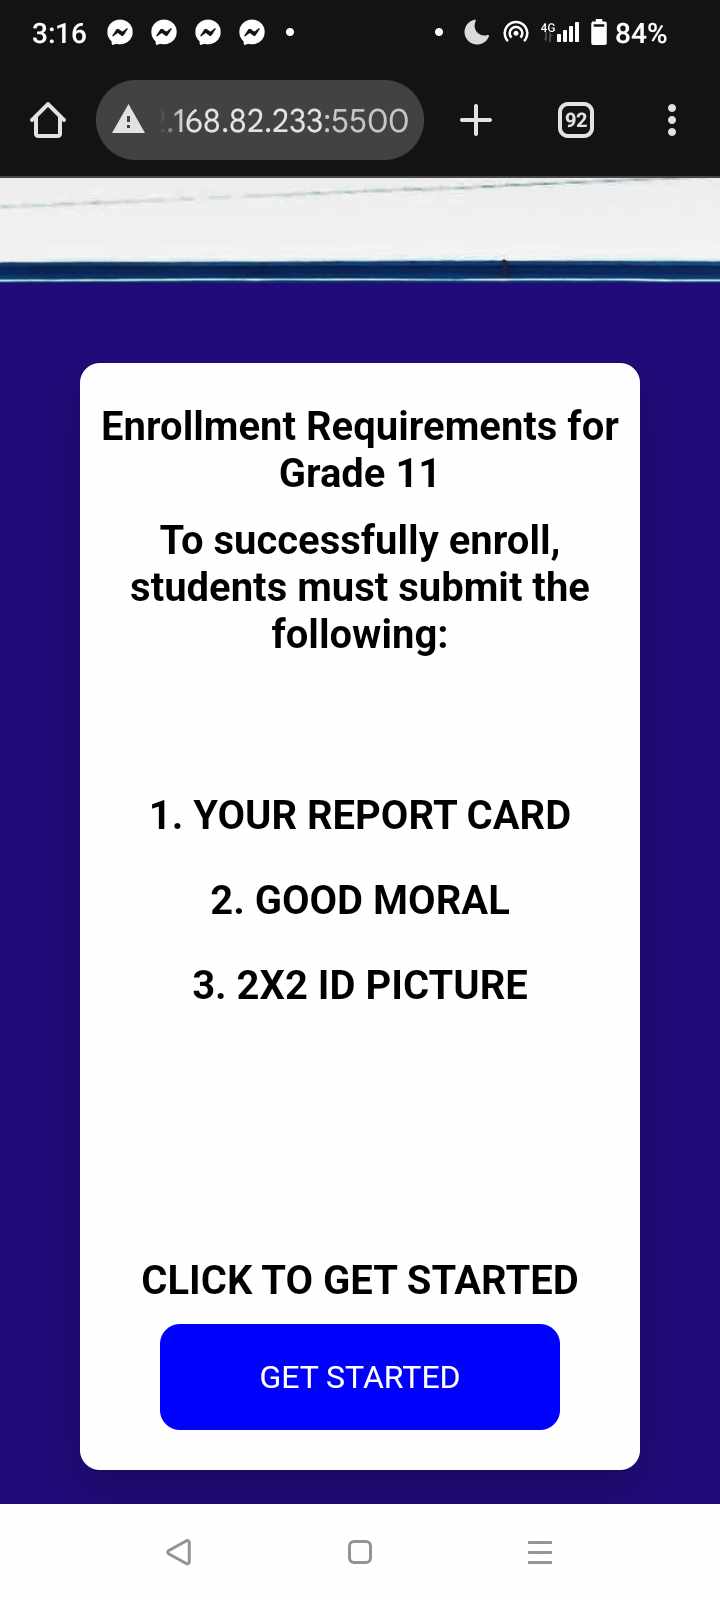 3:16
4G
84%
.168.82.233:5500
92
Enrollment Requirements for
Grade 11
To successfully enroll,
students must submit the
following:
1. YOUR REPORT CARD
2. GOOD MORAL
3. 2X2 ID PICTURE
CLICK TO GET STARTED
GET STARTED